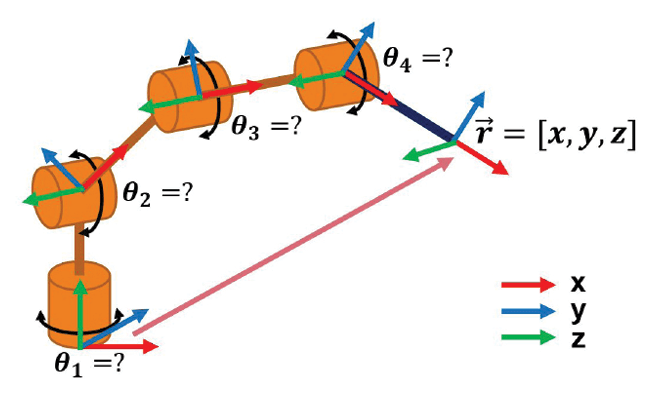 θ₄ =?
θ₃ =?
r⃗ = [x, y, z]
θ₂ =?
x
y
z
θ₁ =?